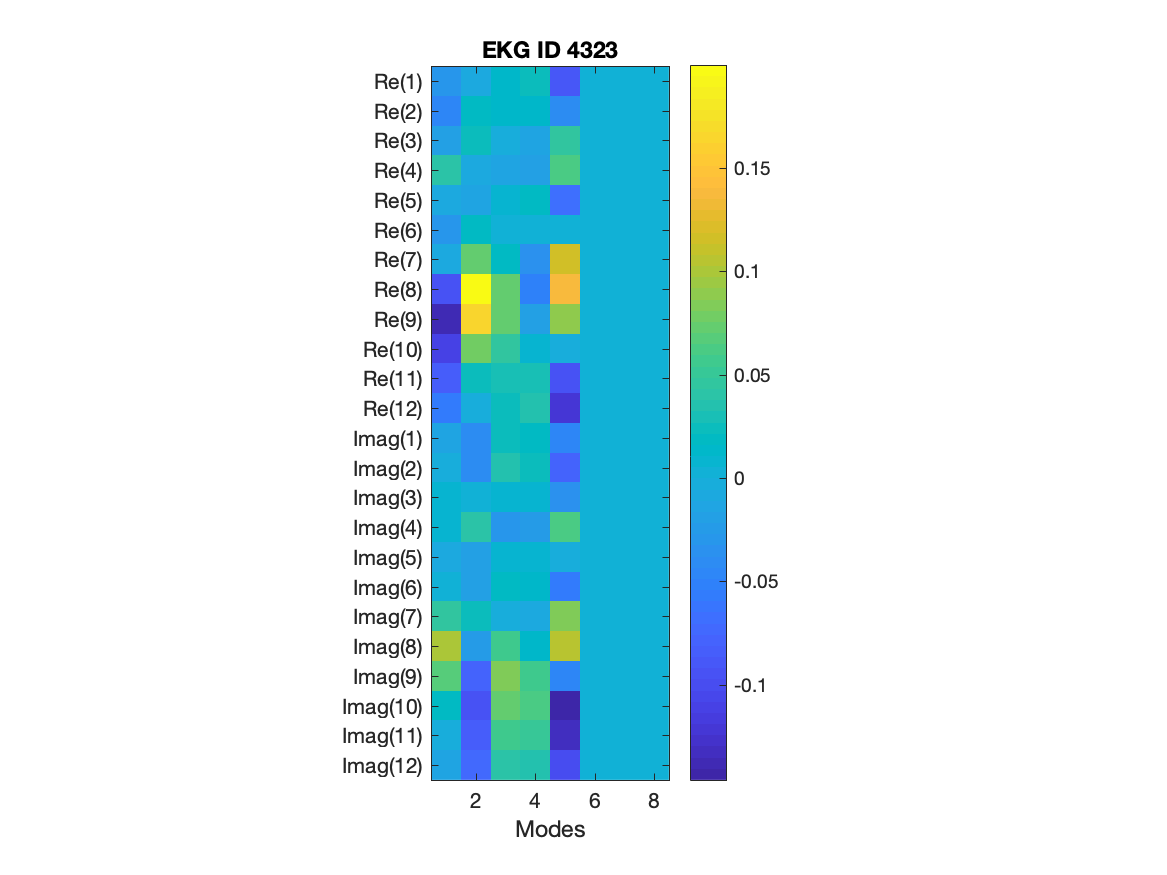 EKG ID 4323
Re(1)
Re(2)
Re(3)
Re(4)
Re(5)
Re(6)
Re(7)
Re(8)
Re(9)
Re(10)
Re(11)
Re(12)
Imag(1)
Imag(2)
Imag(3)
Imag(4)
Imag(5)
Imag(6)
Imag(7)
Imag(8)
Imag(9)
Imag(10)
Imag(11)
Imag(12)
2 4 6 8
Modes
0.15
0.1
0.05
0
-0.05
-0.1